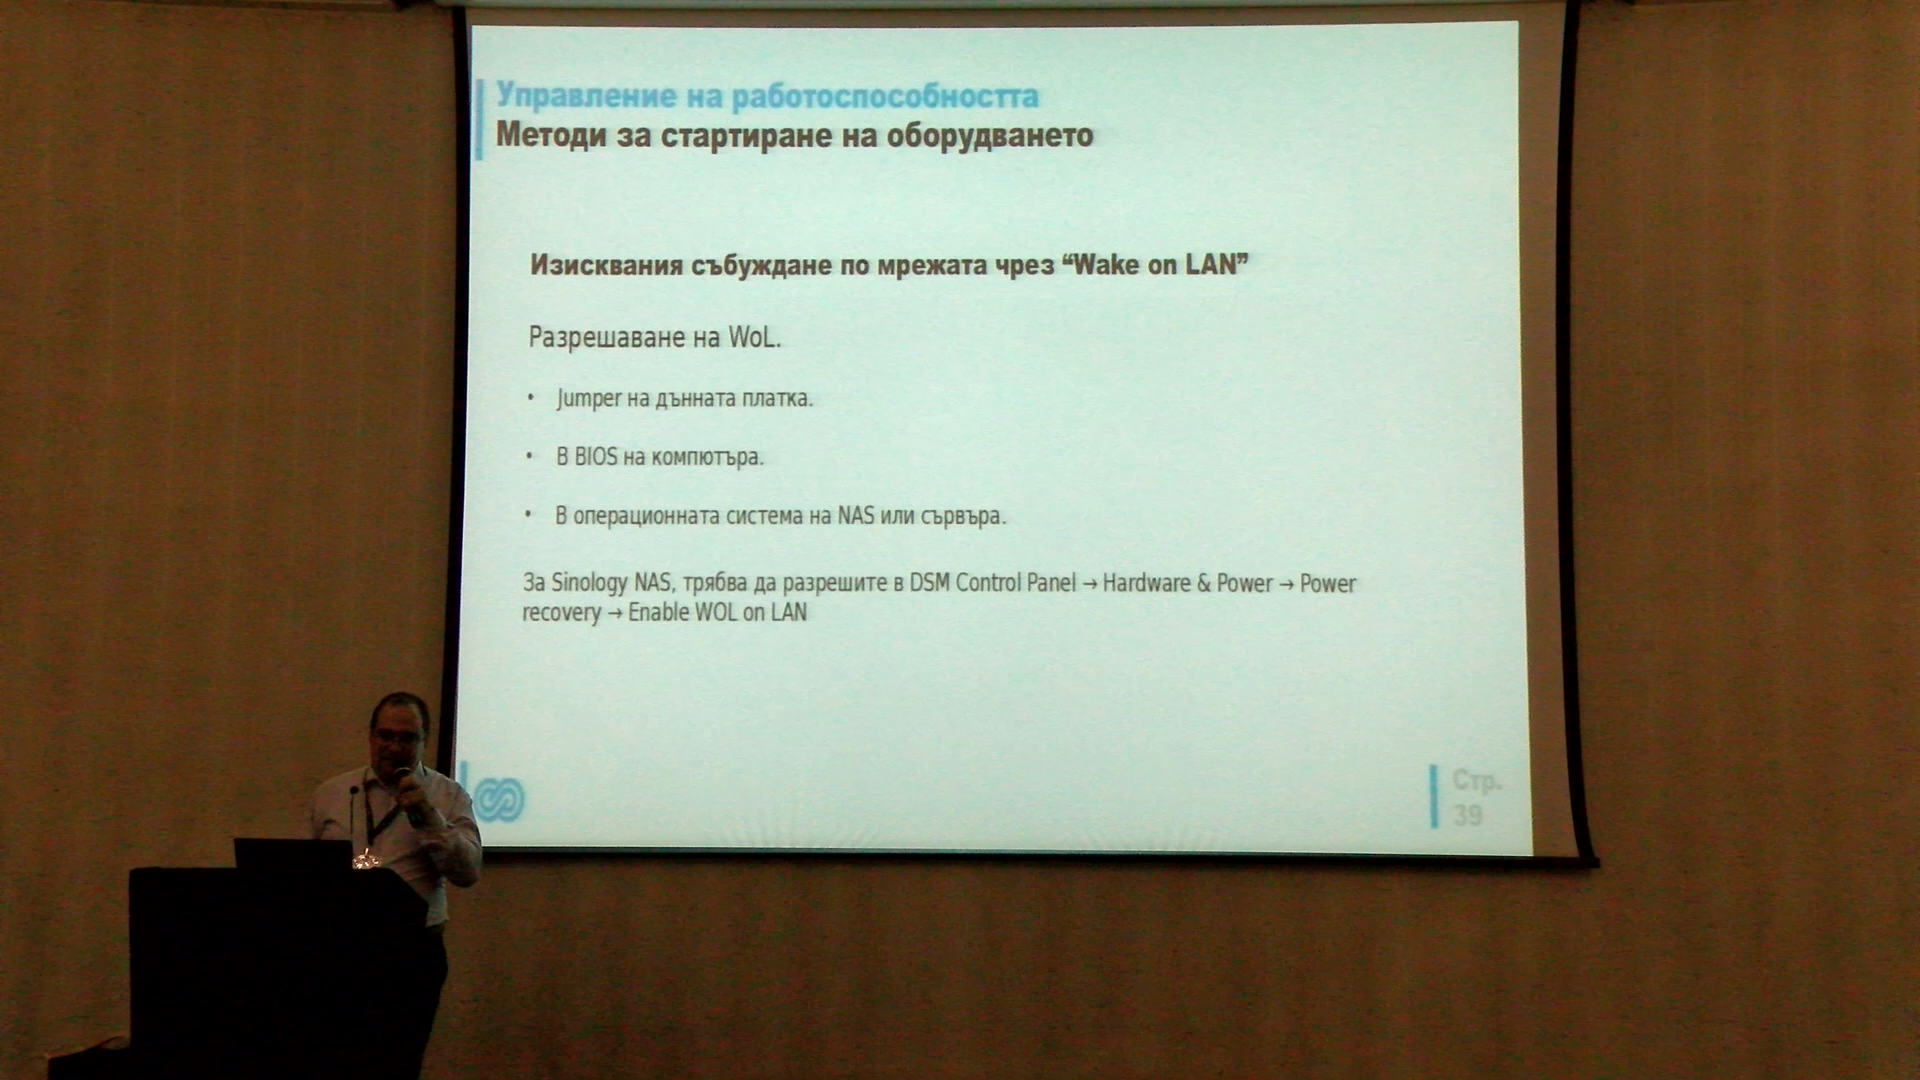 Управление на работоспособността
Методи за стартиране на оборудването
Изисквания събуждане по мрежата чрез “Wake on LAN”
Разрешаване на WoL.
• Jumper на дънната платка.
• В BIOS на компютъра.
• В операционната система на NAS или сървъра.
За Sinology NAS, трябва да разрешите в DSM Control Panel → Hardware & Power → Power
recovery → Enable WOL on LAN
Стр.
39